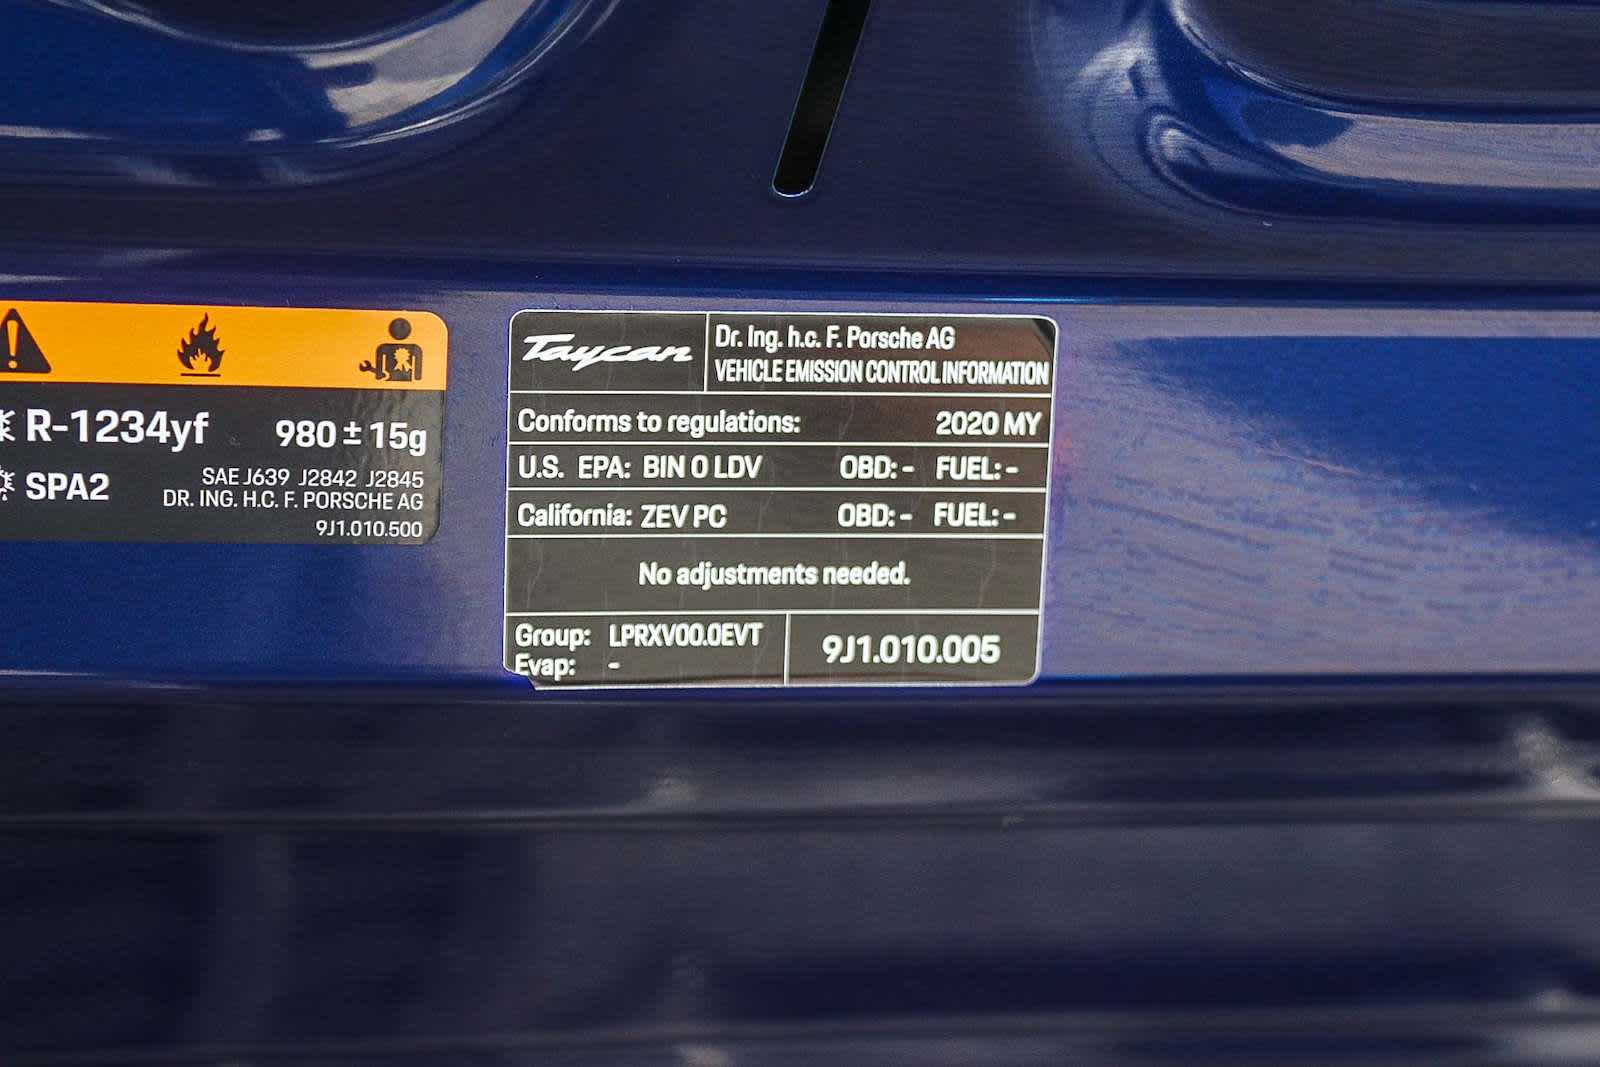 R-1234yf 980 ± 15g
SPA2
SAE J639 J2842 J2845
DR. ING. H.C. F. PORSCHE AG
9J1.010.500
Taycan
Dr. Ing. h.c. F. Porsche AG
VEHICLE EMISSION CONTROL INFORMATION
Conforms to regulations: 2020 MY
U.S. EPA: BIN 0 LDV OBD: - FUEL: -
California: ZEV PC OBD: - FUEL: -
No adjustments needed.
Group: LPRXV00.0EVT
Evap: -
9J1.010.005